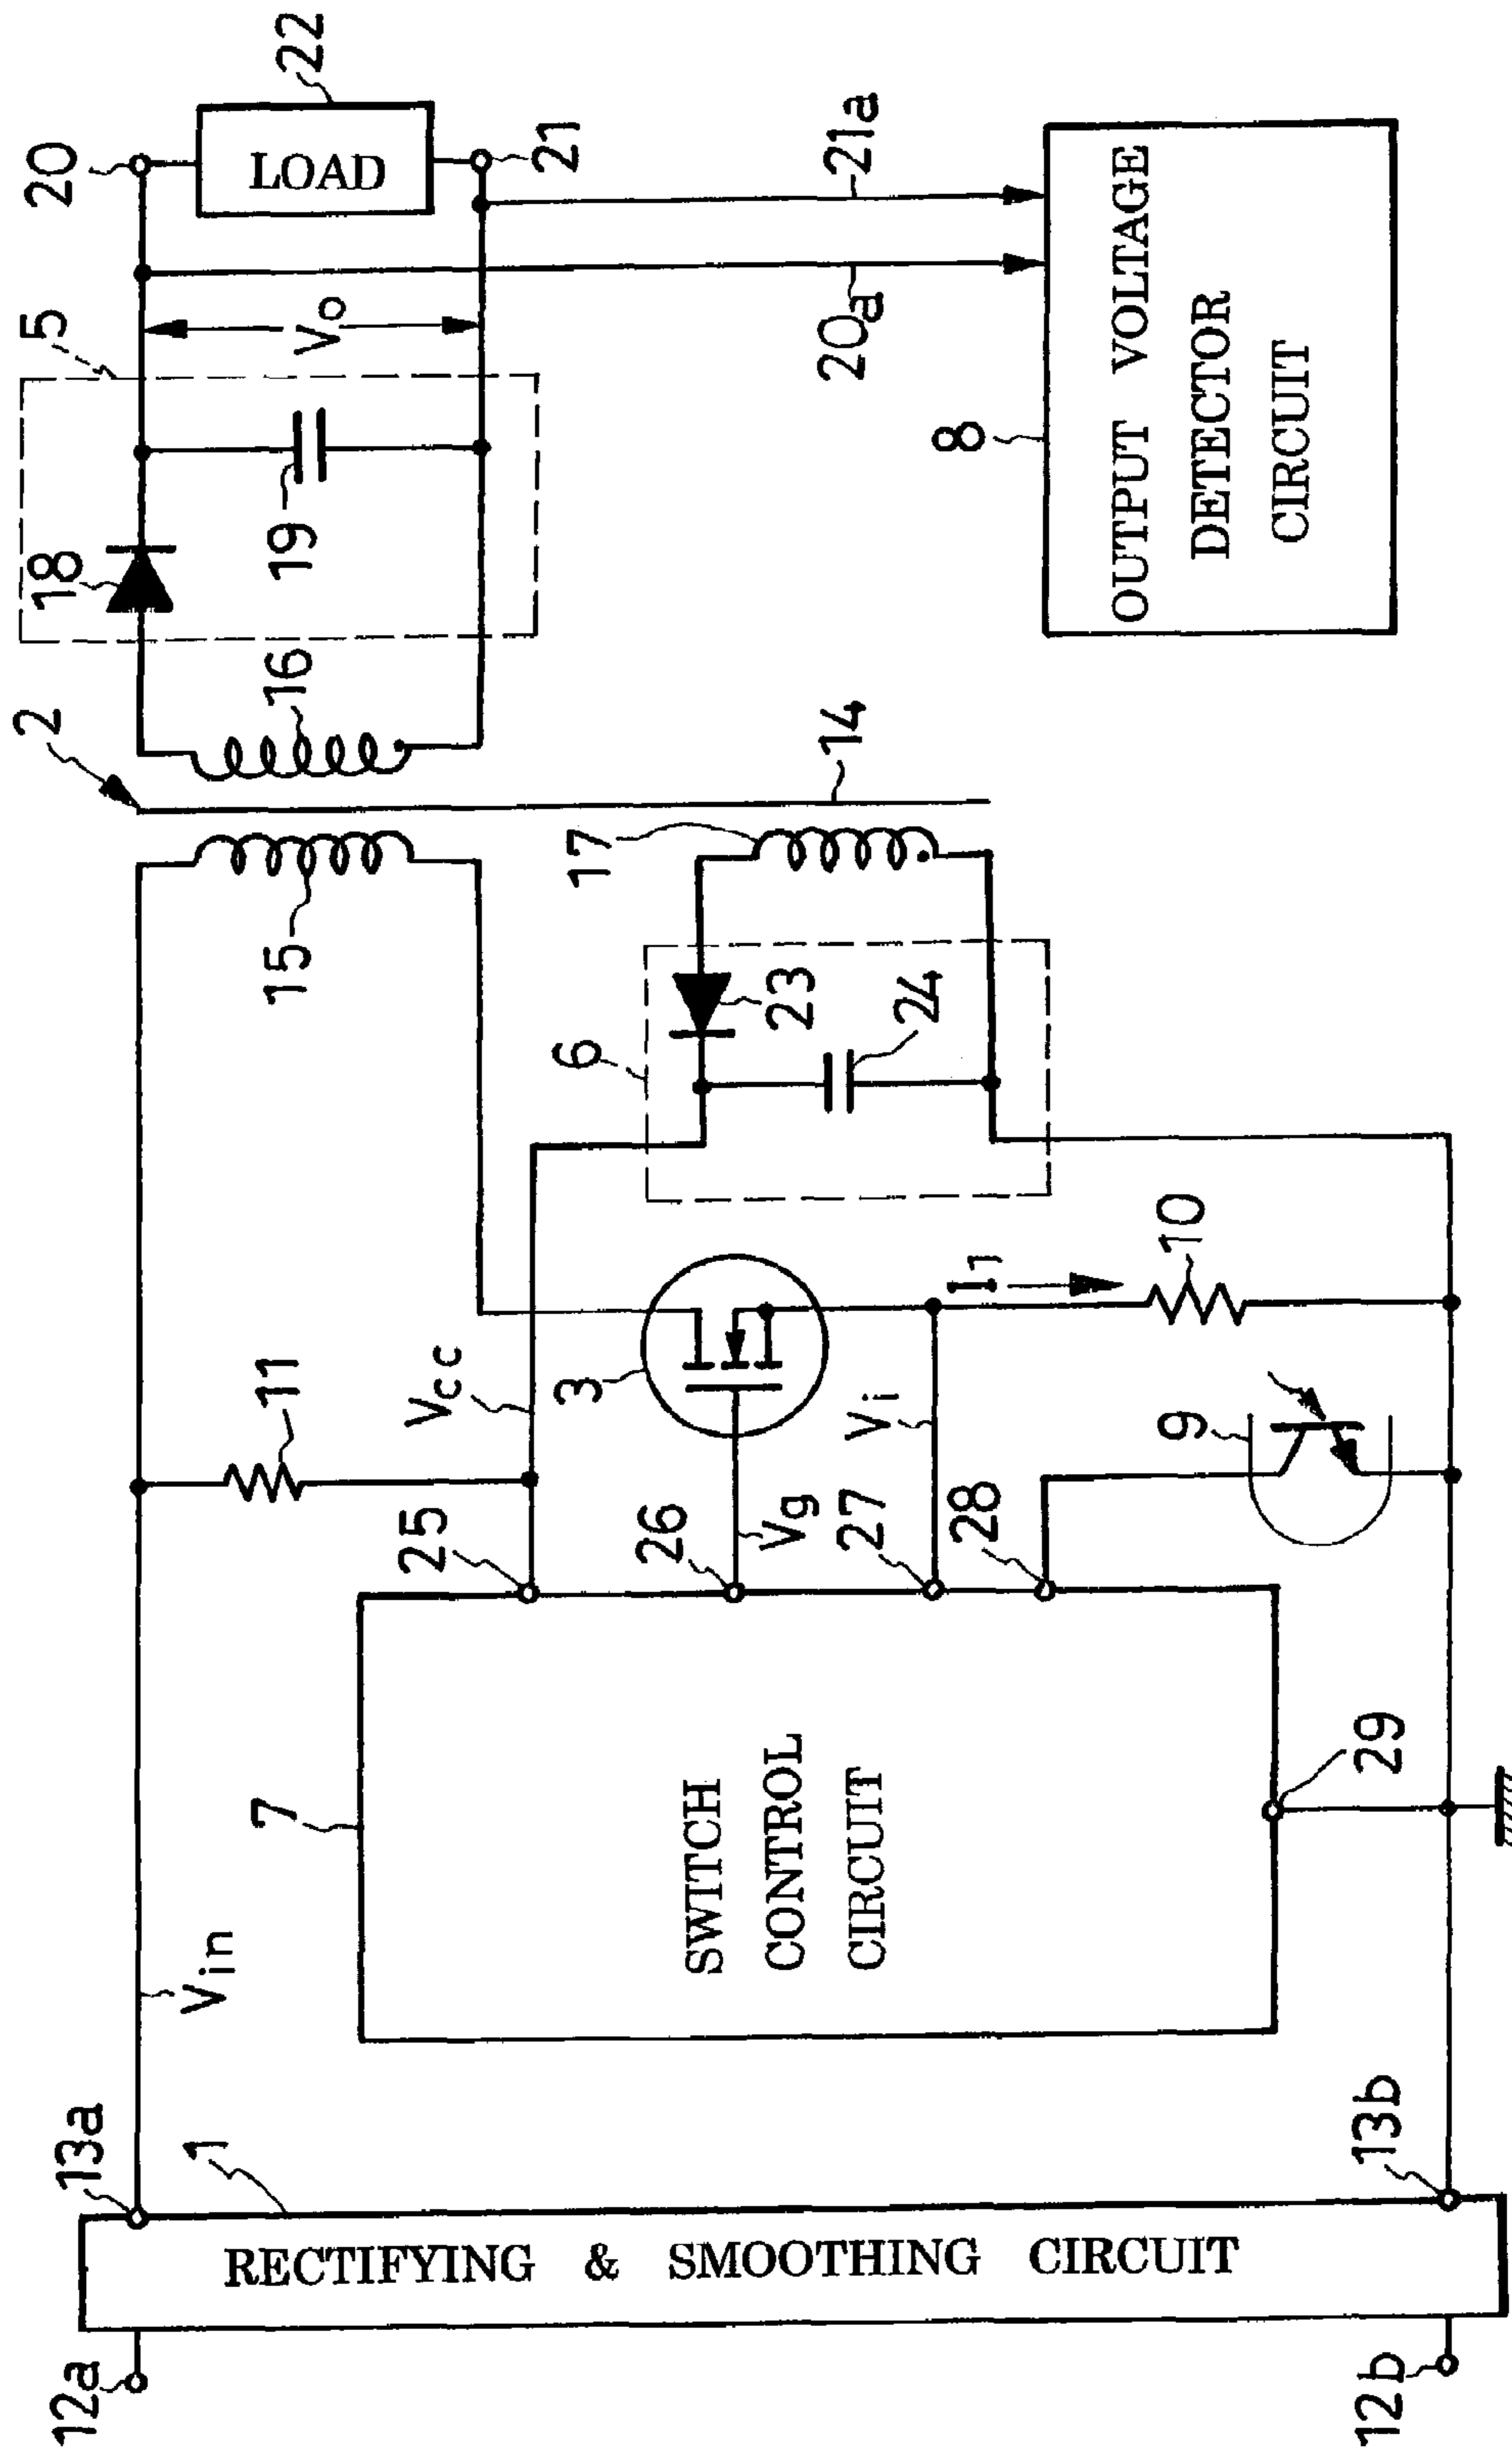 12a
12b
13a
13b
1
RECTIFYING & SMOOTHING CIRCUIT
Vin
7
SWITCH
CONTROL
CIRCUIT
29
25
26
27
28
11
Vcc
Vg
Vi
3
9
I1
10
6
23
24
15
17
14
2
16
18
19
5
Vo
20
21
22
LOAD
20a
21a
8
OUTPUT VOLTAGE
DETECTOR
CIRCUIT